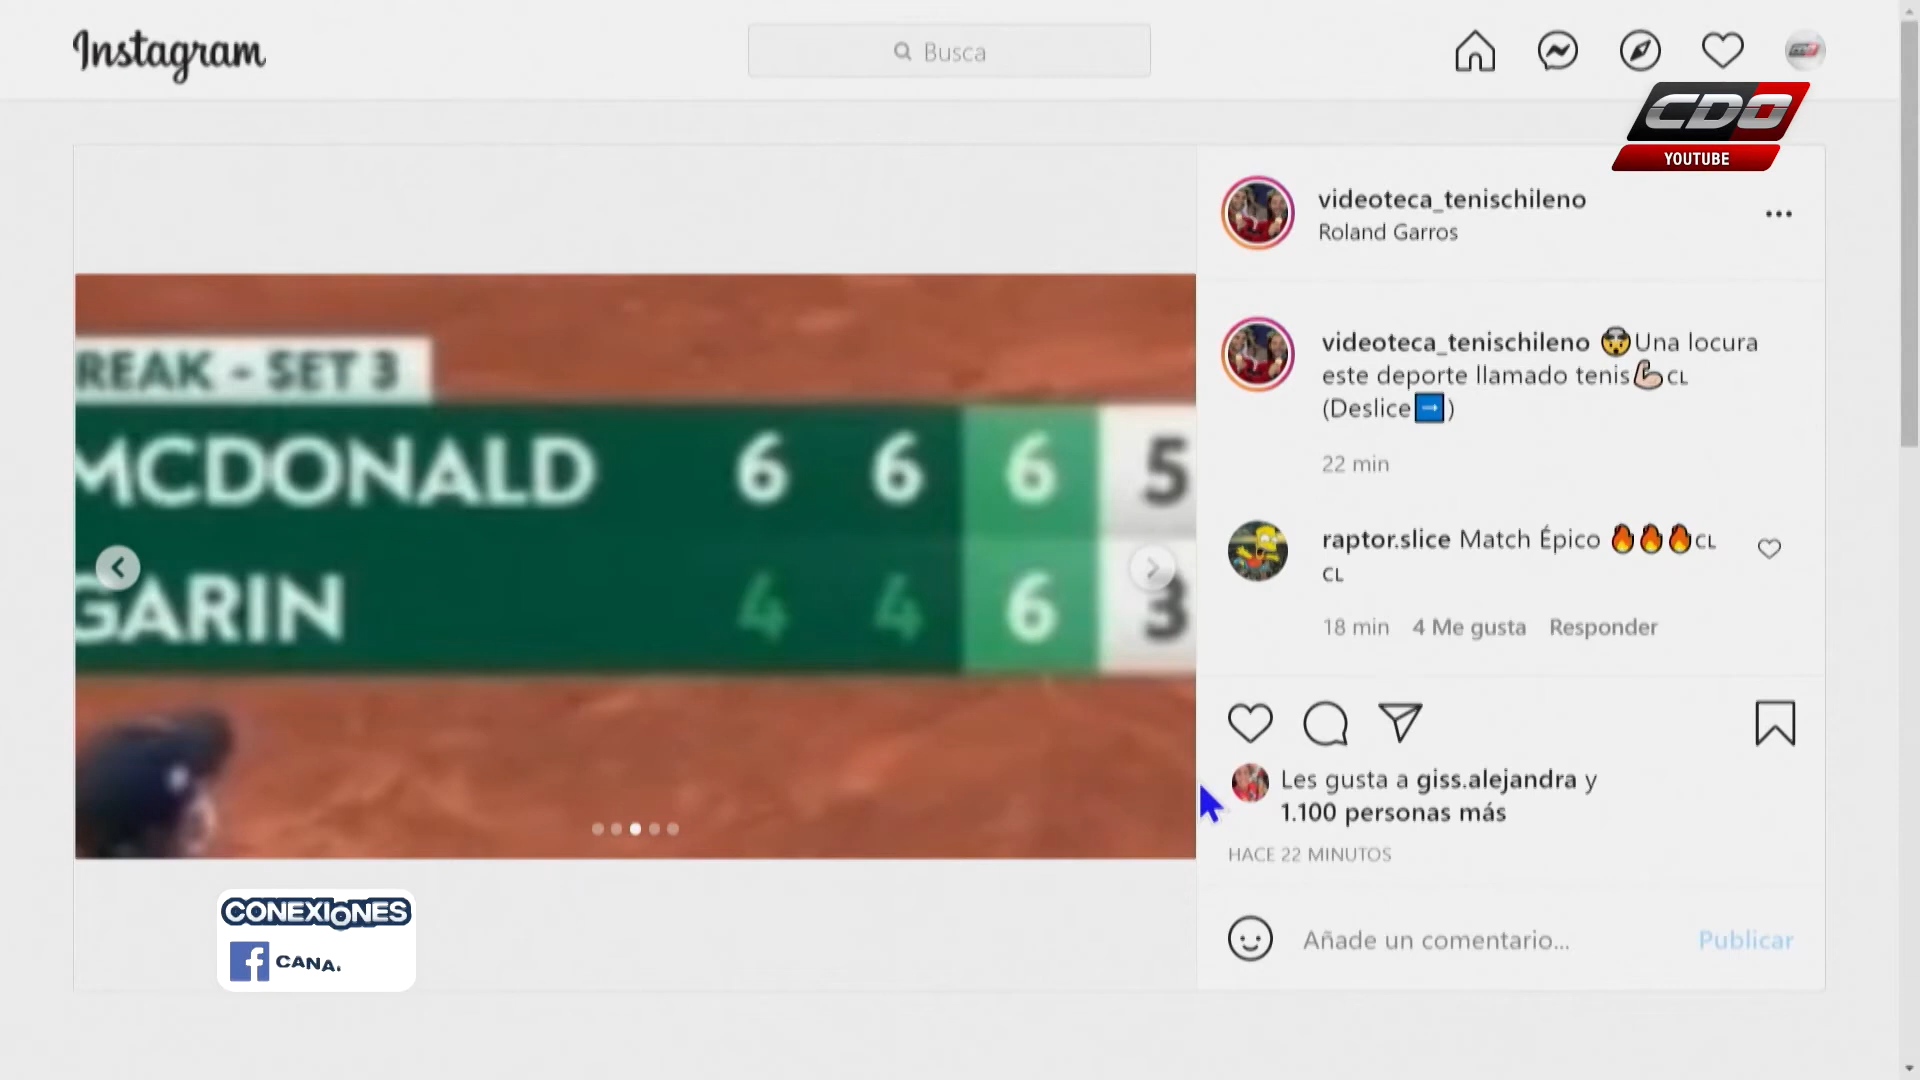 Instagram
Busca
CDO
YOUTUBE
videoteca_tenischileno
Roland Garros
REAK - SET 3
MCDONALD 6 6 6 5
GARIN 4 4 6 3
videoteca_tenischileno 🤯Una locura
este deporte llamado tenis💪🏻CL
(Deslice➡️)
22 min
raptor.slice Match Épico 🔥🔥🔥CL
CL
18 min 4 Me gusta Responder
Les gusta a giss.alejandra y
1.100 personas más
HACE 22 MINUTOS
Añade un comentario... Publicar
CONEXIONES
f CANA.